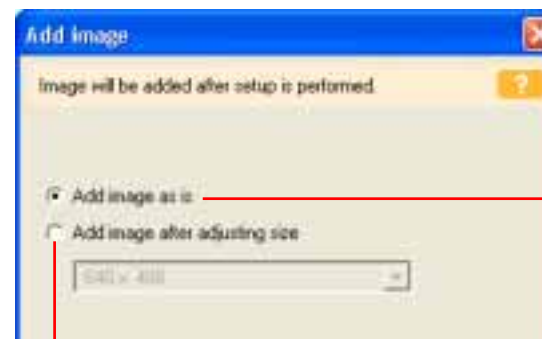 Add image
Image will be added after setup is performed.
?
Add image as is
Add image after adjusting size
640 x 480